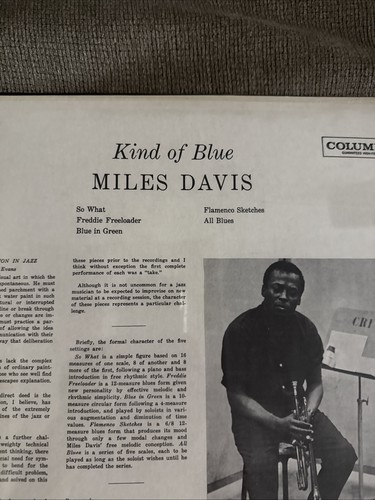 COLUM
Kind of Blue
MILES DAVIS
So What
Freddie Freeloader
Blue in Green
Flamenco Sketches
All Blues
ON IN JAZZ
Evans
sual art in which the
pontaneous. He must
ed parchment with a
water paint in such
tural or interrupted
line or break through
s or changes are im-
must practice a par-
of allowing the idea
munication with their
way that deliberation
es lack the complex
of ordinary paint-
ose who see well find
escapes explanation.
direct deed is the
on, I believe, has
of the extremely
ines of the jazz or
a further chal-
weighty technical
ent thinking, there
cial need for sym-
to bend for the
difficult problem,
and solved on this
these pieces prior to the recordings and I
think without exception the first complete
performance of each was a "take."
Although it is not uncommon for a jazz
musician to be expected to improvise on new
material at a recording session, the character
of these pieces represents a particular chal-
lenge.
Briefly, the formal character of the five
settings are:
So What is a simple figure based on 16
measures of one scale, 8 of another and 8
more of the first, following a piano and bass
introduction in free rhythmic style. Freddie
Freeloader is a 12-measure blues form given
new personality by effective melodic and
rhythmic simplicity. Blue in Green is a 10-
measure circular form following a 4-measure
introduction, and played by soloists in vari-
ous augmentation and diminution of time
values. Flamenco Sketches is a 6/8 12-
measure blues form that produces its mood
through only a few modal changes and
Miles Davis' free melodic conception. All
Blues is a series of five scales, each to be
played as long as the soloist wishes until he
has completed the series.
CRI